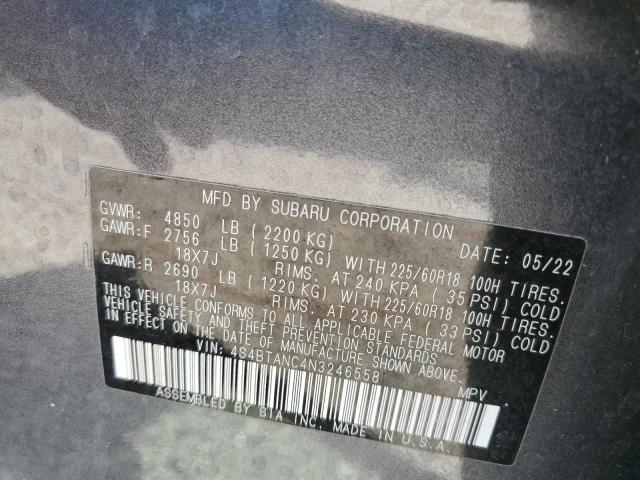 MFD BY SUBARU CORPORATION
GVWR: 4850 LB (2200 KG) DATE: 05/22
GAWR:F 2756 LB (1250 KG) WITH 225/60R18 100H TIRES.
18X7J RIMS. AT 240 KPA (35 PSI) COLD
GAWR:R 2690 LB (1220 KG) WITH 225/60R18 100H TIRES.
18X7J RIMS. AT 230 KPA (33 PSI) COLD
THIS VEHICLE CONFORMS TO ALL APPLICABLE FEDERAL MOTOR
VEHICLE SAFETY AND THEFT PREVENTION STANDARDS
IN EFFECT ON THE DATE OF MANUFACTURE SHOWN ABOVE.
VIN: 4S4BTANC4N3246558 MPV
ASSEMBLED BY SIA INC. MADE IN U.S.A.